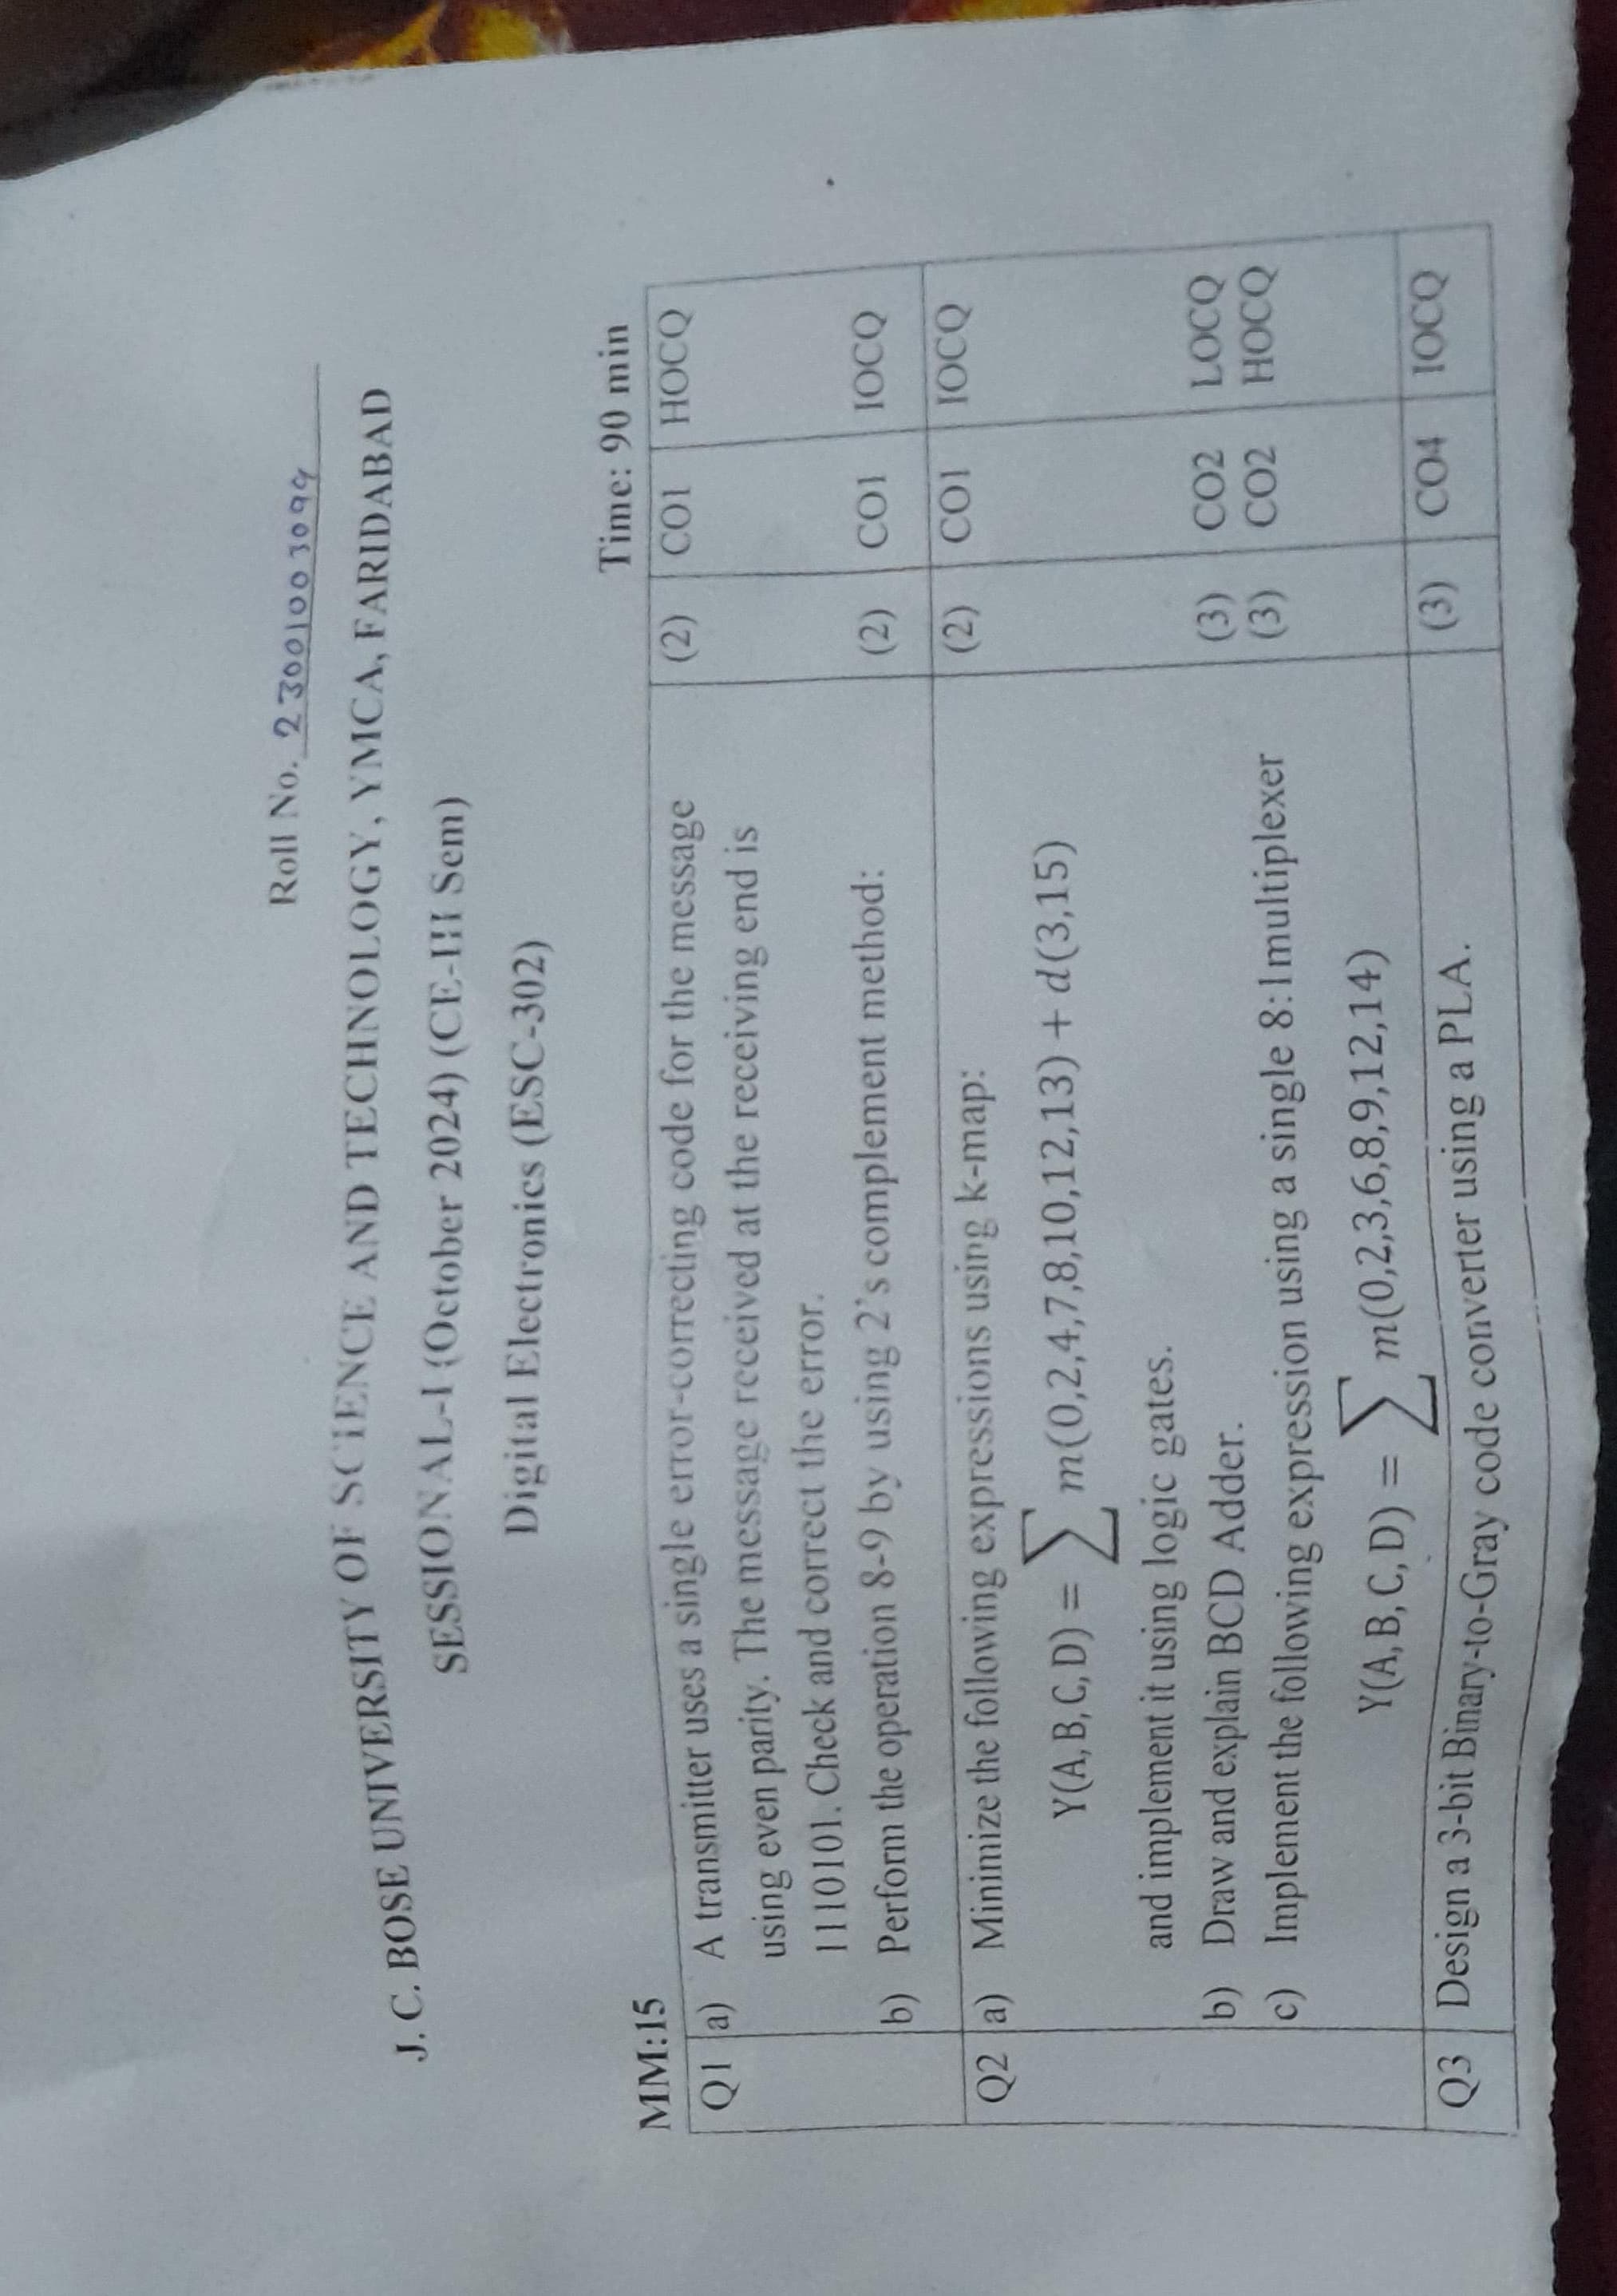 Roll No. 23001003099
J. C. BOSE UNIVERSITY OF SCIENCE AND TECHNOLOGY, YMCA, FARIDABAD
SESSIONAL-I (October 2024) (CE-III Sem)
Digital Electronics (ESC-302)
MM:15 Time: 90 min
Q1 a) A transmitter uses a single error-correcting code for the message (2) CO1 HOCQ
using even parity. The message received at the receiving end is
1110101. Check and correct the error.
b) Perform the operation 8-9 by using 2's complement method: (2) CO1 IOCQ
Q2 a) Minimize the following expressions using k-map: (2) CO1 IOCQ
Y(A,B,C,D) = ∑ m(0,2,4,7,8,10,12,13) + d(3,15)
and implement it using logic gates.
b) Draw and explain BCD Adder. (3) CO2 LOCQ
c) Implement the following expression using a single 8:1multiplexer (3) CO2 HOCQ
Y(A,B,C,D) = ∑ m(0,2,3,6,8,9,12,14)
Q3 Design a 3-bit Binary-to-Gray code converter using a PLA. (3) CO4 IOCQ